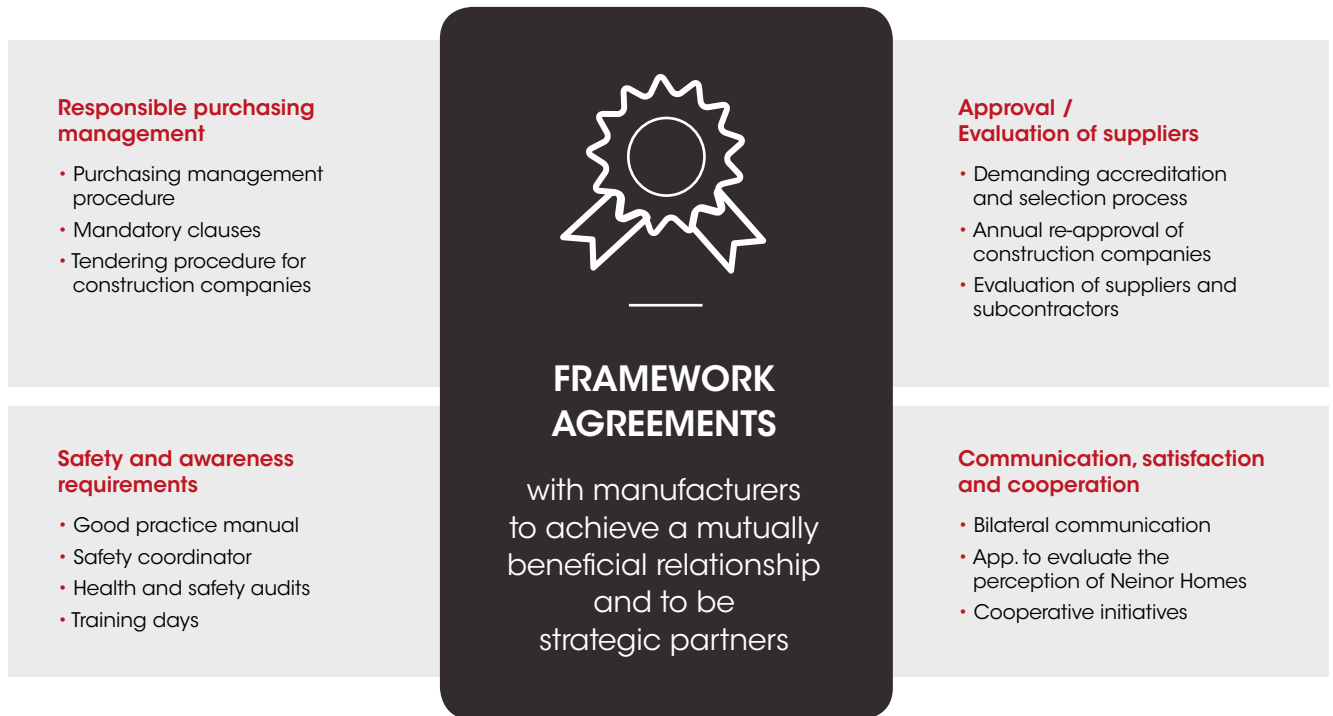 Responsible purchasing
management
• Purchasing management
procedure
• Mandatory clauses
• Tendering procedure for
construction companies
Safety and awareness
requirements
• Good practice manual
• Safety coordinator
• Health and safety audits
• Training days
FRAMEWORK
AGREEMENTS
with manufacturers
to achieve a mutually
beneficial relationship
and to be
strategic partners
Approval /
Evaluation of suppliers
• Demanding accreditation
and selection process
• Annual re-approval of
construction companies
• Evaluation of suppliers and
subcontractors
Communication, satisfaction
and cooperation
• Bilateral communication
• App. to evaluate the
perception of Neinor Homes
• Cooperative initiatives